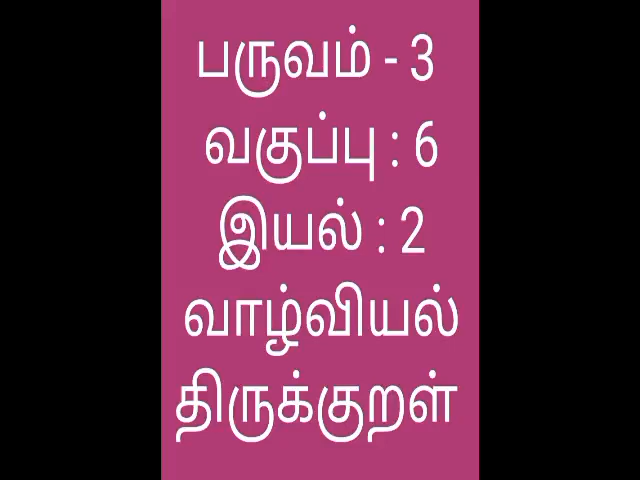 பருவம் - 3
வகுப்பு : 6
இயல் : 2
வாழ்வியல்
திருக்குறள்